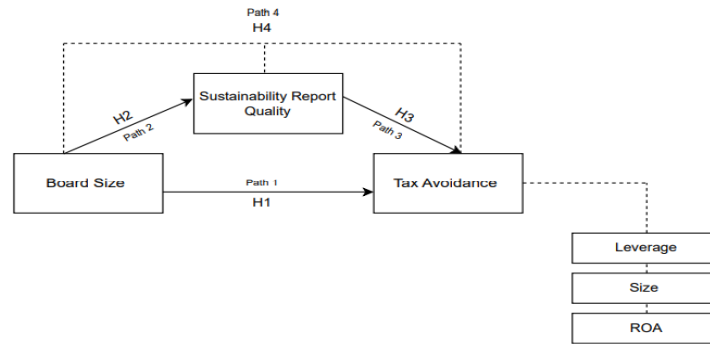 Path 4
H4
Sustainability Report
Quality
H2
Path 2
H3
Path 3
Board Size
Path 1
H1
Tax Avoidance
Leverage
Size
ROA